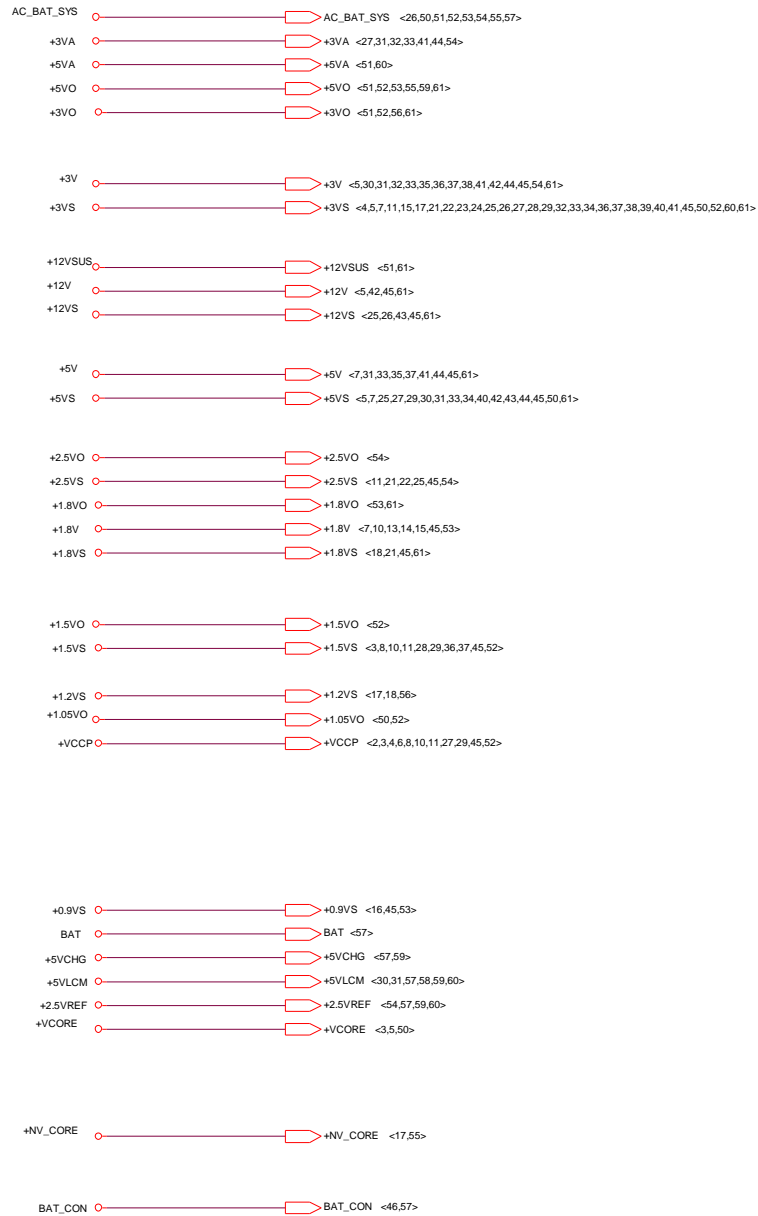 AC_BAT_SYS AC_BAT_SYS <26,50,51,52,53,54,55,57>
+3VA +3VA <27,31,32,33,41,44,54>
+5VA +5VA <51,60>
+5VO +5VO <51,52,53,55,59,61>
+3VO +3VO <51,52,56,61>
+3V +3V <5,30,31,32,33,35,36,37,38,41,42,44,45,54,61>
+3VS +3VS <4,5,7,11,15,17,21,22,23,24,25,26,27,28,29,32,33,34,36,37,38,39,40,41,45,50,52,60,61>
+12VSUS +12VSUS <51,61>
+12V +12V <5,42,45,61>
+12VS +12VS <25,26,43,45,61>
+5V +5V <7,31,33,35,37,41,44,45,61>
+5VS +5VS <5,7,25,27,29,30,31,33,34,40,42,43,44,45,50,61>
+2.5VO +2.5VO <54>
+2.5VS +2.5VS <11,21,22,25,45,54>
+1.8VO +1.8VO <53,61>
+1.8V +1.8V <7,10,13,14,15,45,53>
+1.8VS +1.8VS <18,21,45,61>
+1.5VO +1.5VO <52>
+1.5VS +1.5VS <3,8,10,11,28,29,36,37,45,52>
+1.2VS +1.2VS <17,18,56>
+1.05VO +1.05VO <50,52>
+VCCP +VCCP <2,3,4,6,8,10,11,27,29,45,52>
+0.9VS +0.9VS <16,45,53>
BAT BAT <57>
+5VCHG +5VCHG <57,59>
+5VLCM +5VLCM <30,31,57,58,59,60>
+2.5VREF +2.5VREF <54,57,59,60>
+VCORE +VCORE <3,5,50>
+NV_CORE +NV_CORE <17,55>
BAT_CON BAT_CON <46,57>